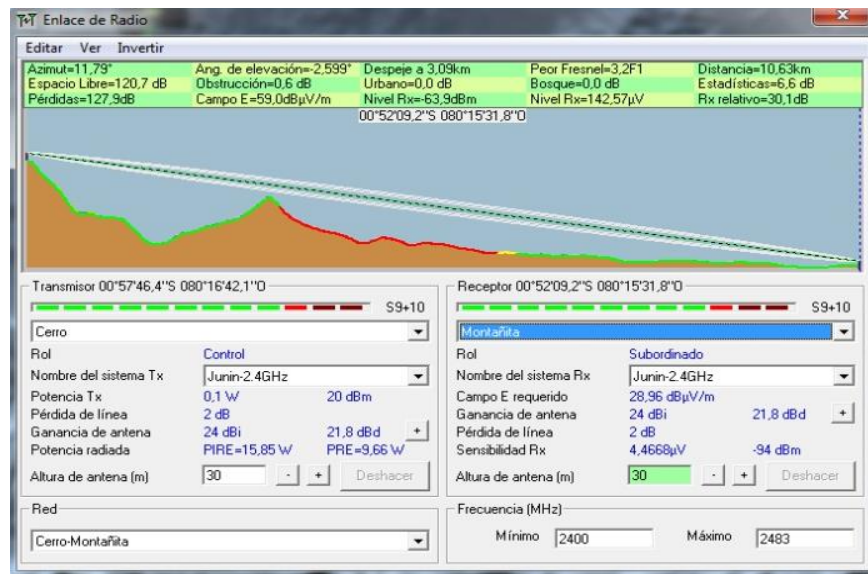 Enlace de Radio
Editar Ver Invertir
Azimut=11,79° Ang. de elevación=-2,599° Despeje a 3,09km Peor Fresnel=3,2F1 Distancia=10,63km
Espacio Libre=120,7 dB Obstrucción=0,6 dB Urbano=0,0 dB Bosque=0,0 dB Estadísticas=6,6 dB
Pérdidas=127,9dB Campo E=59,0dBµV/m Nivel Rx=-63,9dBm Nivel Rx=142,57µV Rx relativo=30,1dB
00°52'09,2''S 080°15'31,8''O
Transmisor 00°57'46,4''S 080°16'42,1''O
S9+10
Cerro
Rol Control
Nombre del sistema Tx Junin-2.4GHz
Potencia Tx 0,1 W 20 dBm
Pérdida de línea 2 dB
Ganancia de antena 24 dBi 21,8 dBd +
Potencia radiada PIRE=15,85 W PRE=9,66 W
Altura de antena (m) 30 - + Deshacer
Red
Cerro-Montañita
Receptor 00°52'09,2''S 080°15'31,8''O
S9+10
Montañita
Rol Subordinado
Nombre del sistema Rx Junin-2.4GHz
Campo E requerido 28,96 dBµV/m
Ganancia de antena 24 dBi 21,8 dBd +
Pérdida de línea 2 dB
Sensibilidad Rx 4,4668µV -94 dBm
Altura de antena (m) 30 - + Deshacer
Frecuencia (MHz)
Mínimo 2400 Máximo 2483